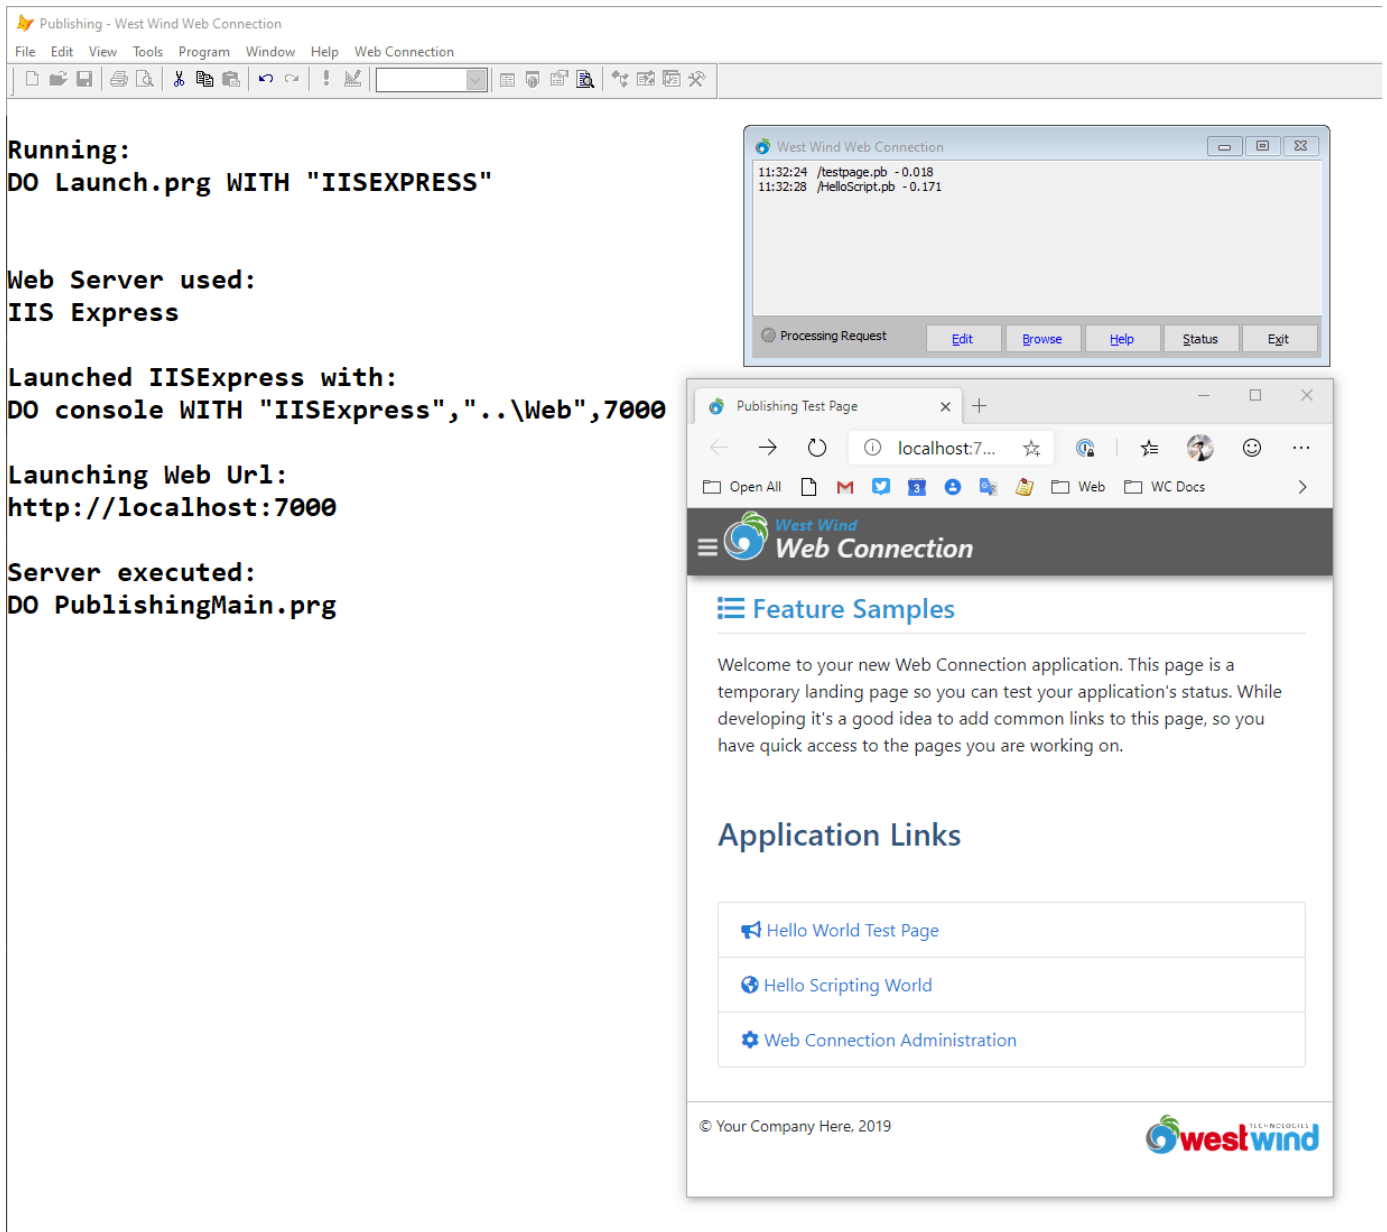 Publishing - West Wind Web Connection
File Edit View Tools Program Window Help Web Connection
Running:
DO Launch.prg WITH "IISEXPRESS"
Web Server used:
IIS Express
Launched IISExpress with:
DO console WITH "IISExpress","..\Web",7000
Launching Web Url:
http://localhost:7000
Server executed:
DO PublishingMain.prg
West Wind Web Connection
11:32:24 /testpage.pb - 0.018
11:32:28 /HelloScript.pb - 0.171
Processing Request Edit Browse Help Status Exit
Publishing Test Page
localhost:7...
Open All 3 Web WC Docs
West Wind
Web Connection
Feature Samples
Welcome to your new Web Connection application. This page is a
temporary landing page so you can test your application's status. While
developing it's a good idea to add common links to this page, so you
have quick access to the pages you are working on.
Application Links
Hello World Test Page
Hello Scripting World
Web Connection Administration
© Your Company Here, 2019
TECHNOLOGIES
westwind